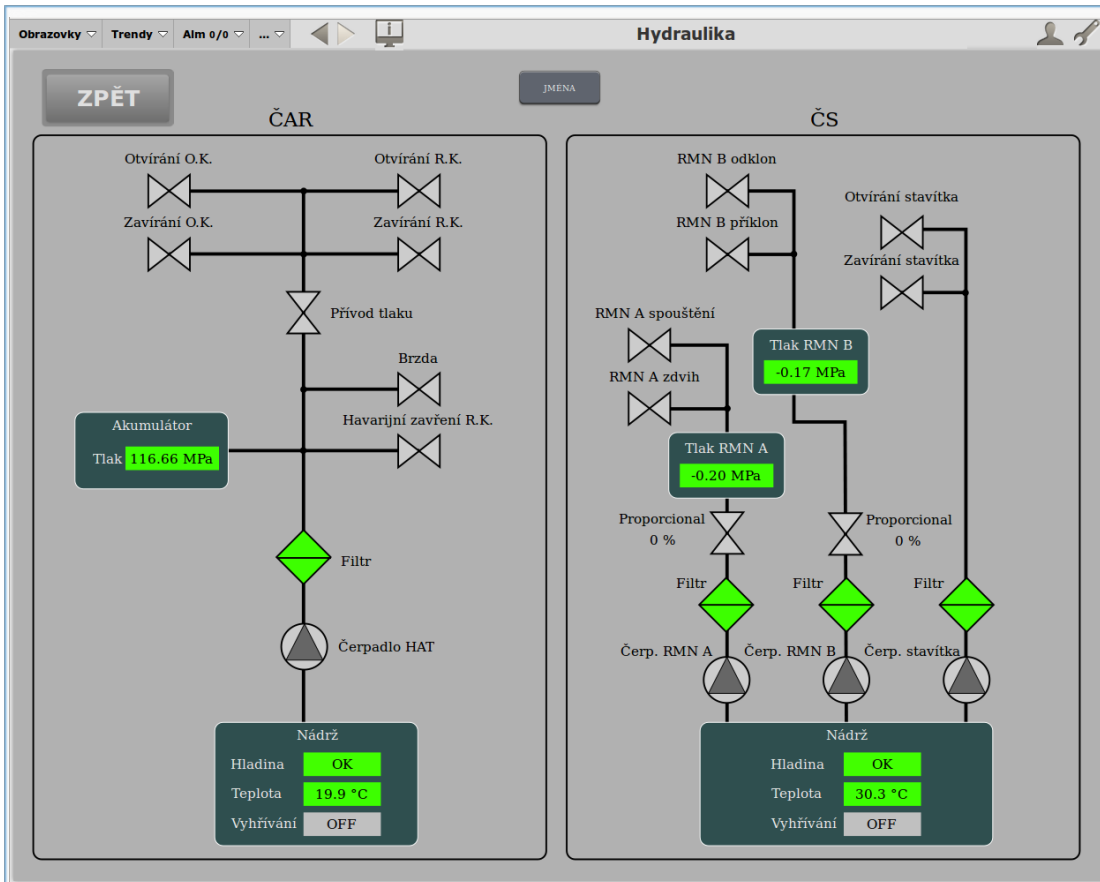 Obrazovky Trendy Alm 0/0 ... i Hydraulika
ZPĚT
JMÉNA
ČAR
Otvírání O.K. Otvírání R.K.
Zavírání O.K. Zavírání R.K.
Přívod tlaku
Brzda
Havarijní zavření R.K.
Akumulátor
Tlak 116.66 MPa
Filtr
Čerpadlo HAT
Nádrž
Hladina OK
Teplota 19.9 °C
Vyhřívání OFF
ČS
RMN B odklon
Otvírání stavítka
RMN B příklon
Zavírání stavítka
RMN A spouštění
Tlak RMN B
-0.17 MPa
RMN A zdvih
Tlak RMN A
-0.20 MPa
Proporcional Proporcional
0 % 0 %
Filtr Filtr Filtr
Čerp. RMN A Čerp. RMN B Čerp. stavítka
Nádrž
Hladina OK
Teplota 30.3 °C
Vyhřívání OFF